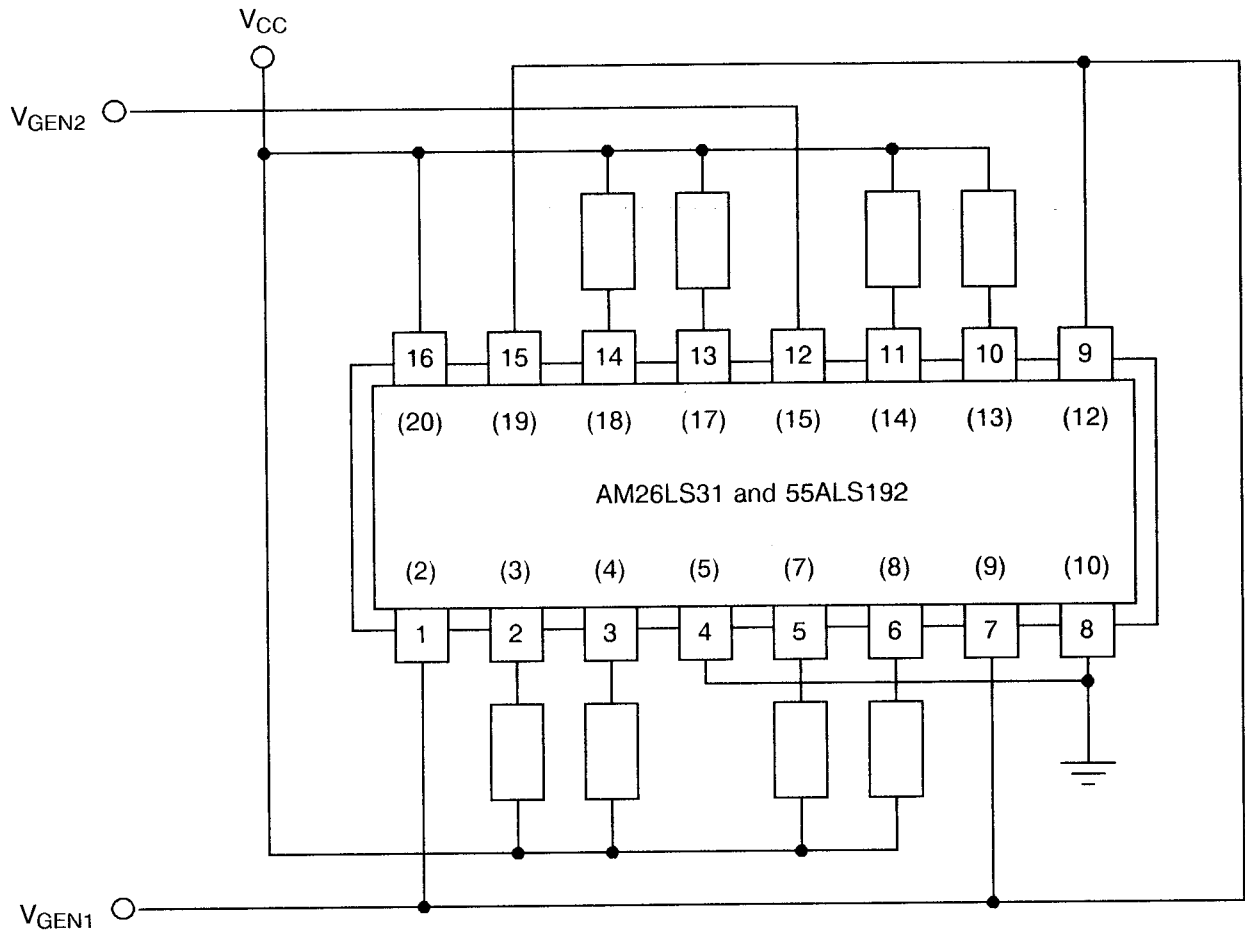 VCC
VGEN2
16 15 14 13 12 11 10 9
(20) (19) (18) (17) (15) (14) (13) (12)
AM26LS31 and 55ALS192
(2) (3) (4) (5) (7) (8) (9) (10)
1 2 3 4 5 6 7 8
VGEN1